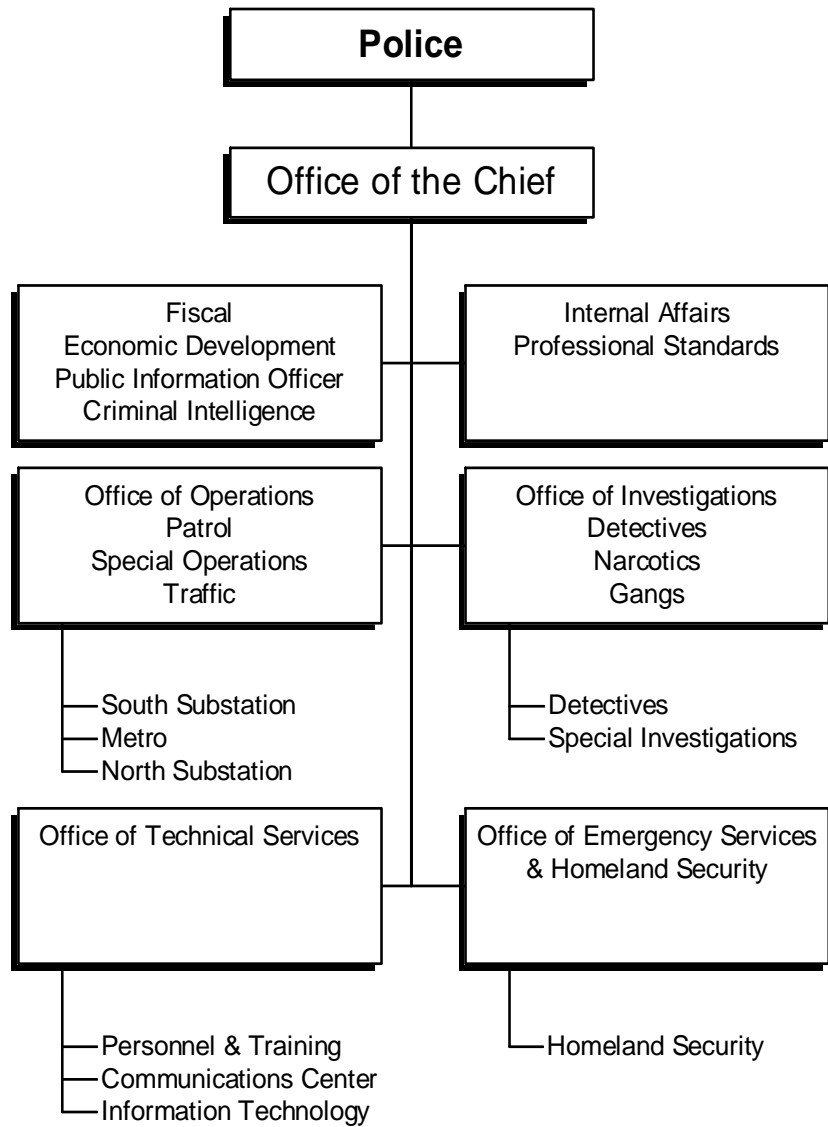 Police
Office of the Chief
Fiscal
Economic Development
Public Information Officer
Criminal Intelligence
Internal Affairs
Professional Standards
Office of Operations
Patrol
Special Operations
Traffic
Office of Investigations
Detectives
Narcotics
Gangs
South Substation
Metro
North Substation
Detectives
Special Investigations
Office of Technical Services
Office of Emergency Services
& Homeland Security
Personnel & Training
Communications Center
Information Technology
Homeland Security